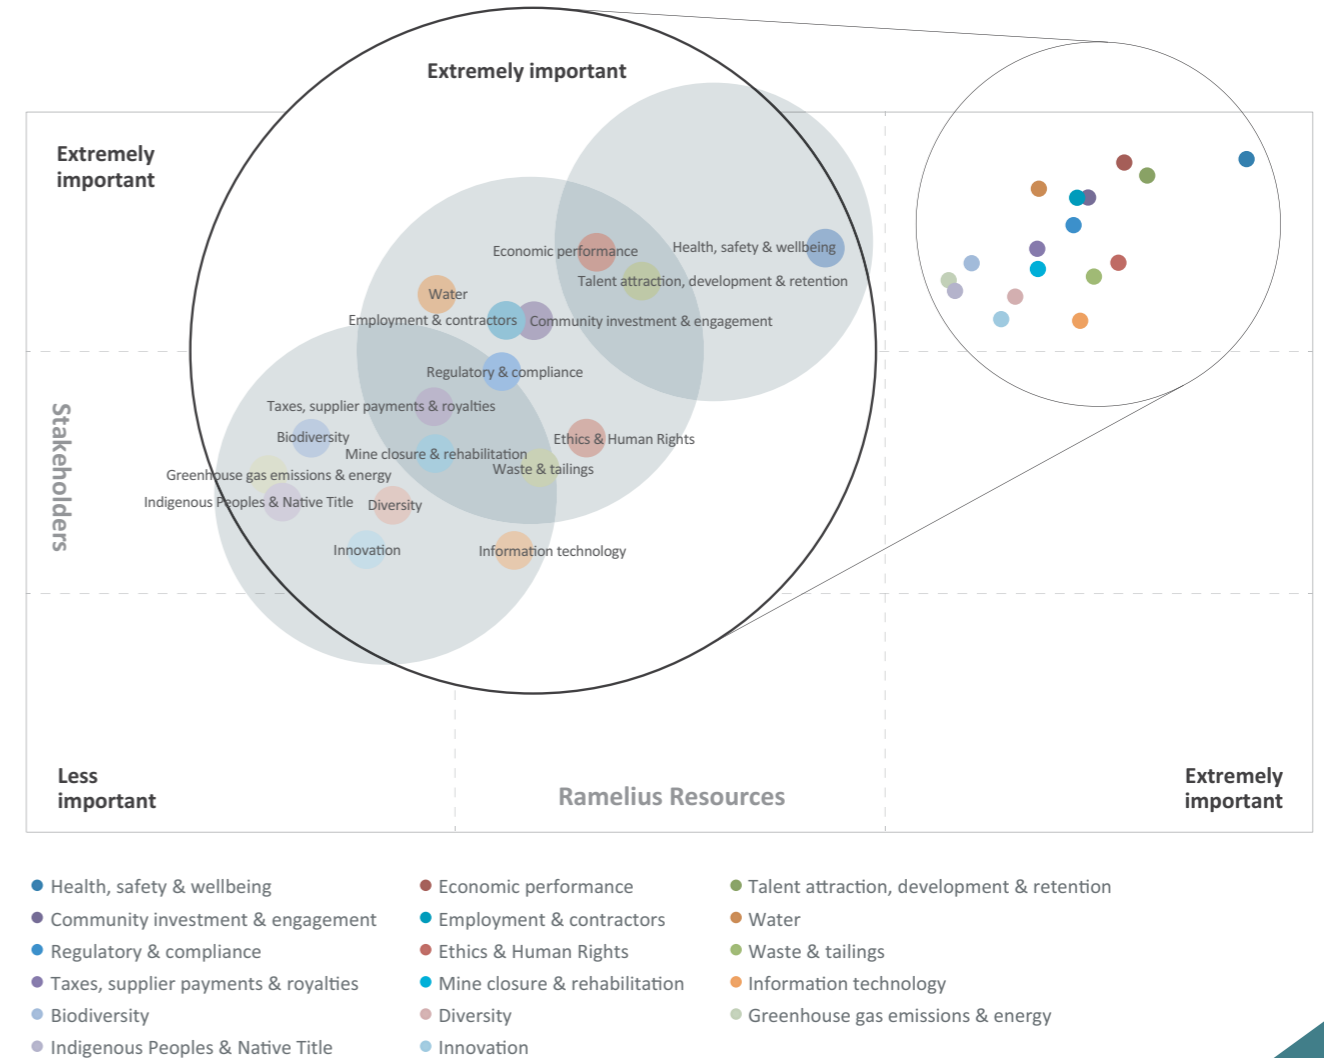 Extremely important
Extremely
important
Economic performance
Health, safety & wellbeing
Talent attraction, development & retention
Water
Employment & contractors
Community investment & engagement
Regulatory & compliance
Taxes, supplier payments & royalties
Biodiversity
Ethics & Human Rights
Mine closure & rehabilitation
Waste & tailings
Greenhouse gas emissions & energy
Indigenous Peoples & Native Title
Diversity
Innovation
Information technology
Stakeholders
Less
important
Ramelius Resources
Extremely
important
Health, safety & wellbeing
Economic performance
Talent attraction, development & retention
Community investment & engagement
Employment & contractors
Water
Regulatory & compliance
Ethics & Human Rights
Waste & tailings
Taxes, supplier payments & royalties
Mine closure & rehabilitation
Information technology
Biodiversity
Diversity
Greenhouse gas emissions & energy
Indigenous Peoples & Native Title
Innovation